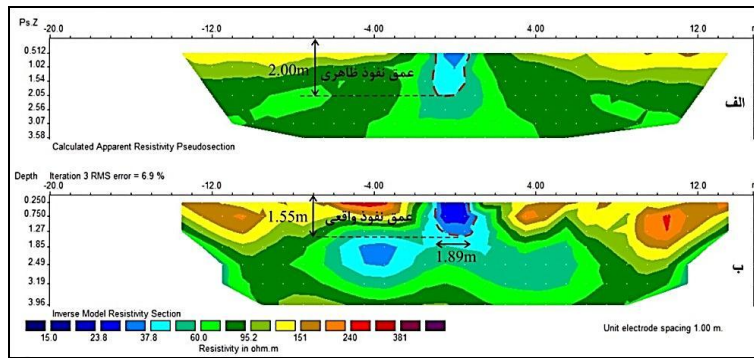 Ps.Z -20.0 -12.0 -4.00 4.00 12.0 m
0.512
1.02
1.54
2.05
2.56
3.07
3.58
2.00m
عمق نفوذ ظاهری
الف
Calculated Apparent Resistivity Pseudosection
Depth Iteration 3 RMS error = 6.9 %
-20.0 -12.0 -4.00 4.00 12.0
0.250
0.750
1.27
1.85
2.49
3.19
3.96
1.55m
عمق نفوذ واقعی
1.89m
ب
Inverse Model Resistivity Section
15.0 23.8 37.8 60.0 95.2 151 240 381
Resistivity in ohm.m
Unit electrode spacing 1.00 m.